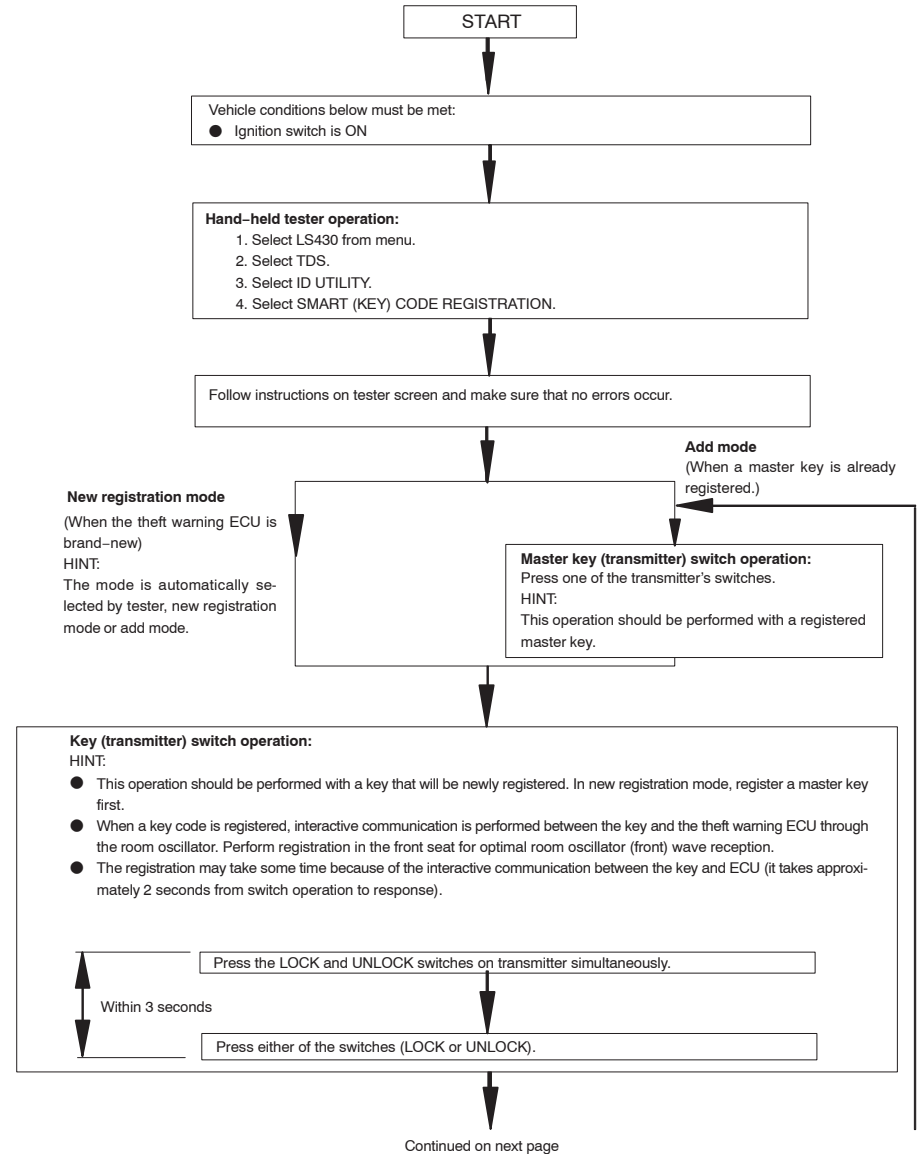 START
Vehicle conditions below must be met:
● Ignition switch is ON
Hand–held tester operation:
1. Select LS430 from menu.
2. Select TDS.
3. Select ID UTILITY.
4. Select SMART (KEY) CODE REGISTRATION.
Follow instructions on tester screen and make sure that no errors occur.
Add mode
(When a master key is already
registered.)
New registration mode
(When the theft warning ECU is
brand–new)
HINT:
The mode is automatically se-
lected by tester, new registration
mode or add mode.
Master key (transmitter) switch operation:
Press one of the transmitter's switches.
HINT:
This operation should be performed with a registered
master key.
Key (transmitter) switch operation:
HINT:
● This operation should be performed with a key that will be newly registered. In new registration mode, register a master key
first.
● When a key code is registered, interactive communication is performed between the key and the theft warning ECU through
the room oscillator. Perform registration in the front seat for optimal room oscillator (front) wave reception.
● The registration may take some time because of the interactive communication between the key and ECU (it takes approxi-
mately 2 seconds from switch operation to response).
Press the LOCK and UNLOCK switches on transmitter simultaneously.
Within 3 seconds
Press either of the switches (LOCK or UNLOCK).
Continued on next page